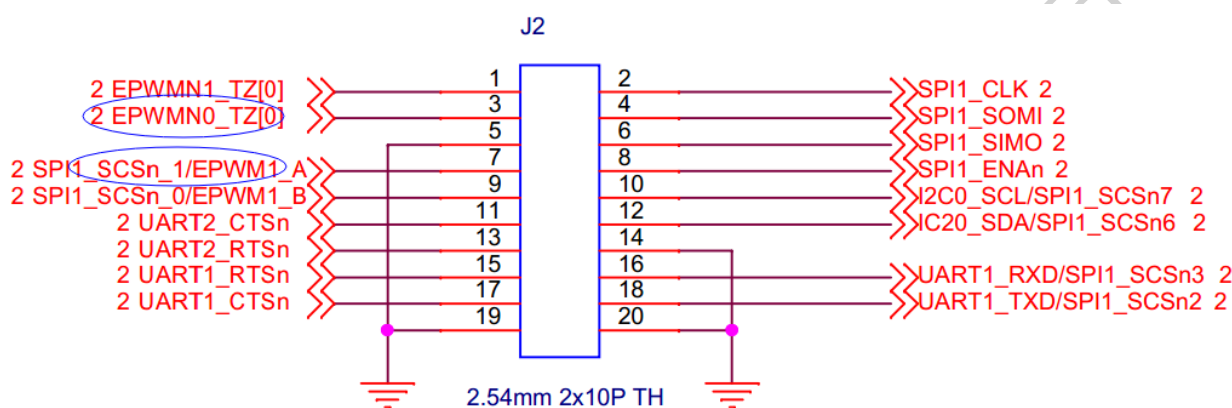 J2
2 EPWMN1_TZ[0] 1 2 SPI1_CLK 2
2 EPWMN0_TZ[0] 3 4 SPI1_SOMI 2
5 6 SPI1_SIMO 2
2 SPI1_SCSn_1/EPWM1_A 7 8 SPI1_ENAn 2
2 SPI1_SCSn_0/EPWM1_B 9 10 I2C0_SCL/SPI1_SCSn7 2
2 UART2_CTSn 11 12 IC20_SDA/SPI1_SCSn6 2
2 UART2_RTSn 13 14
2 UART1_RTSn 15 16 UART1_RXD/SPI1_SCSn3 2
2 UART1_CTSn 17 18 UART1_TXD/SPI1_SCSn2 2
19 20
2.54mm 2x10P TH